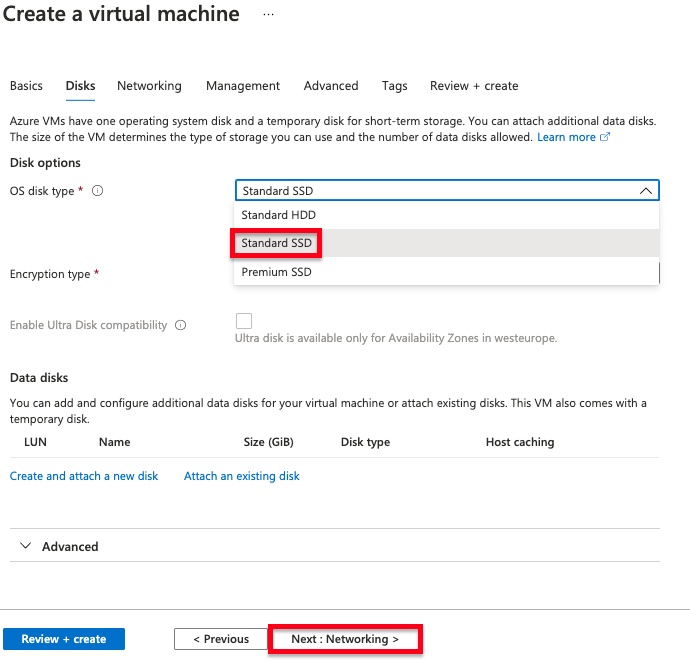 Create a virtual machine ...
Basics Disks Networking Management Advanced Tags Review + create
Azure VMs have one operating system disk and a temporary disk for short-term storage. You can attach additional data disks.
The size of the VM determines the type of storage you can use and the number of data disks allowed. Learn more
Disk options
OS disk type * Standard SSD
Standard HDD
Standard SSD
Premium SSD
Encryption type *
Enable Ultra Disk compatibility
Ultra disk is available only for Availability Zones in westeurope.
Data disks
You can add and configure additional data disks for your virtual machine or attach existing disks. This VM also comes with a
temporary disk.
LUN Name Size (GiB) Disk type Host caching
Create and attach a new disk Attach an existing disk
Advanced
Review + create < Previous Next : Networking >